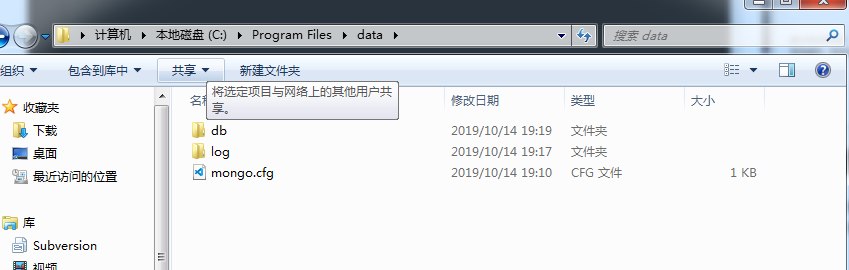 计算机 ▸ 本地磁盘 (C:) ▸ Program Files ▸ data ▸
搜索 data
组织 包含到库中 共享 新建文件夹
将选定项目与网络上的其他用户共享。
收藏夹
下载
桌面
最近访问的位置
库
Subversion
视频
名 修改日期 类型 大小
db 2019/10/14 19:19 文件夹
log 2019/10/14 19:17 文件夹
mongo.cfg 2019/10/14 19:10 CFG 文件 1 KB